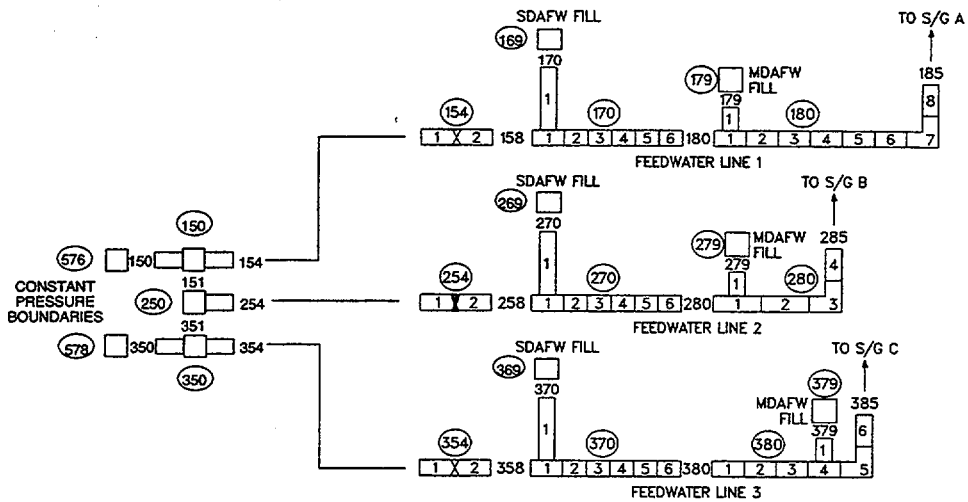 SDAFW FILL
TO S/G A
169
170
185
MDAFW
FILL
179
179
8
154
1
170
1
180
1 2 158 1 2 3 4 5 6 180 1 2 3 4 5 6 7
FEEDWATER LINE 1
SDAFW FILL
TO S/G B
269
270
285
MDAFW
FILL
279
279
4
254
1
270
1
280
1 2 258 1 2 3 4 5 6 280 1 2 3
FEEDWATER LINE 2
150
576 150 154
151
CONSTANT
PRESSURE
BOUNDARIES
250 254
351
578 350 354
350
SDAFW FILL
TO S/G C
369
370
379
385
MDAFW
FILL
379
6
354
1
370
380
1
1 2 358 1 2 3 4 5 6 380 1 2 3 4 5
FEEDWATER LINE 3